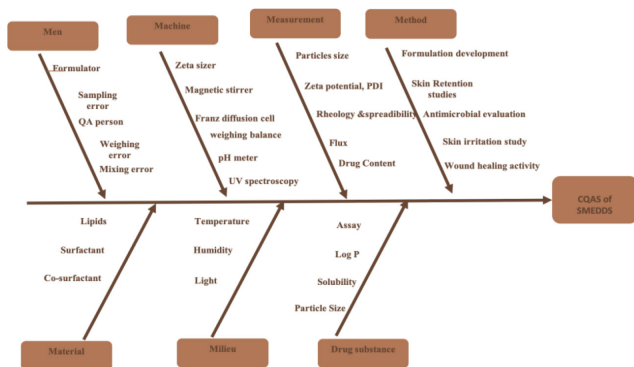 Men
Machine
Measurement
Method
Formulator
Sampling
error
QA person
Weighing
error
Mixing error
Zeta sizer
Magnetic stirrer
Franz diffusion cell
weighing balance
pH meter
UV spectroscopy
Particles size
Zeta potential, PDI
Rheology &spreadibility
Flux
Drug Content
Formulation development
Skin Retention
studies
Antimicrobial evaluation
Skin irritation study
Wound healing activity
CQAS of
SMEDDS
Lipids
Surfactant
Co-surfactant
Temperature
Humidity
Light
Assay
Log P
Solubility
Particle Size
Material
Milieu
Drug substance